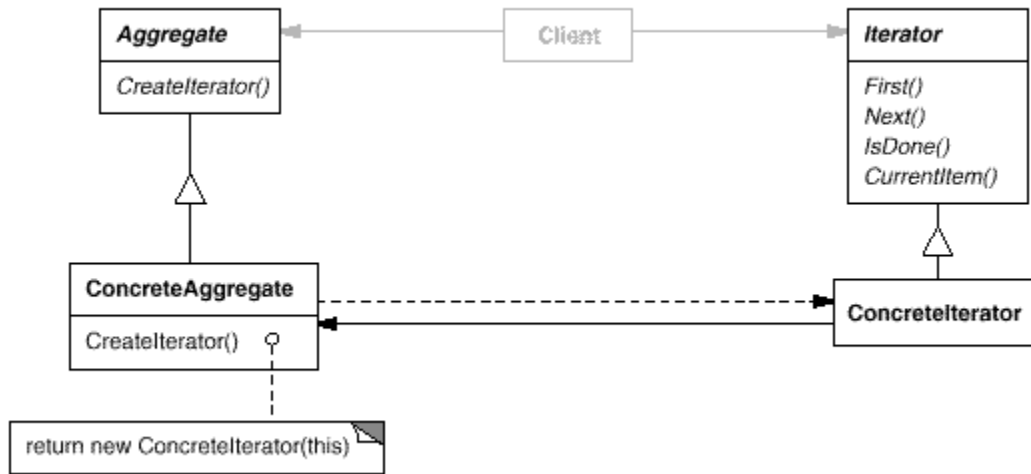 Aggregate
CreateIterator()
Client
Iterator
First()
Next()
IsDone()
CurrentItem()
ConcreteAggregate
CreateIterator()
ConcreteIterator
return new ConcreteIterator(this)